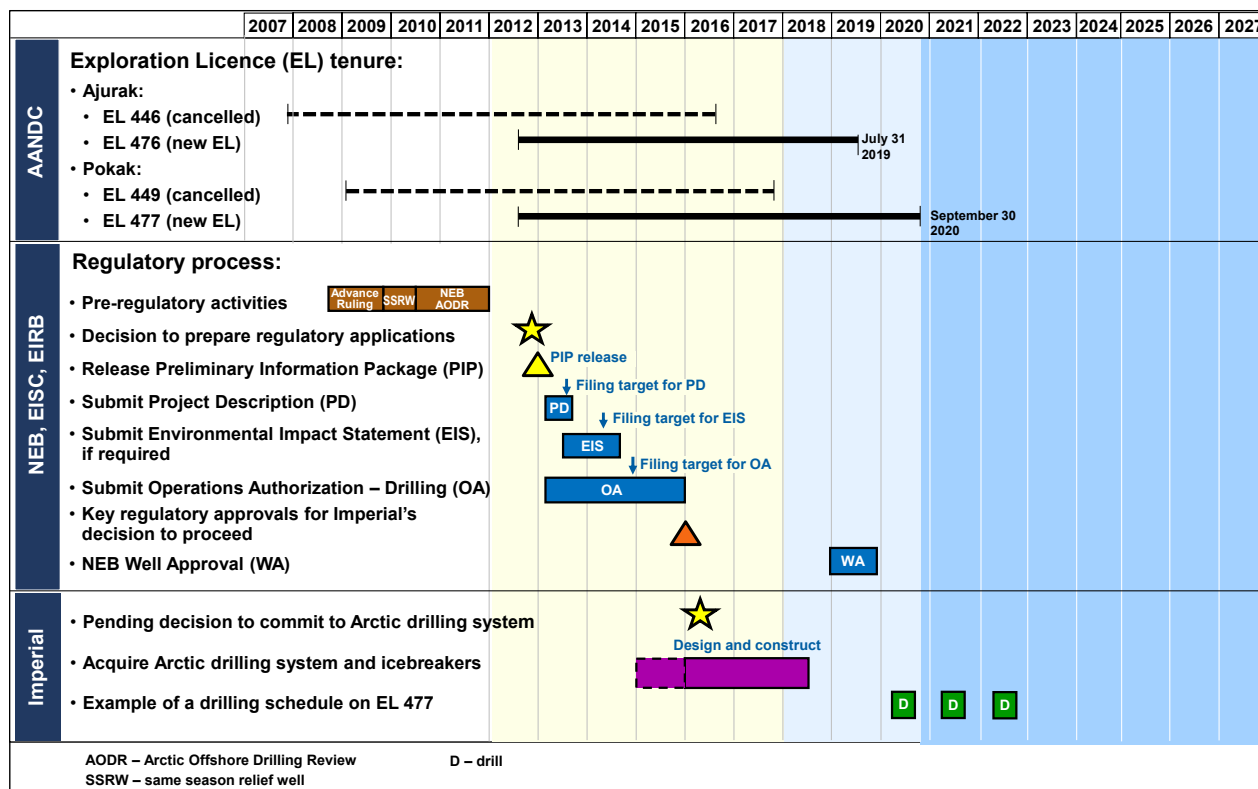 2007 2008 2009 2010 2011 2012 2013 2014 2015 2016 2017 2018 2019 2020 2021 2022 2023 2024 2025 2026 2027
AANDC
Exploration Licence (EL) tenure:
• Ajurak:
• EL 446 (cancelled)
• EL 476 (new EL)
July 31
2019
• Pokak:
• EL 449 (cancelled)
• EL 477 (new EL)
September 30
2020
NEB, EISC, EIRB
Regulatory process:
• Pre-regulatory activities
Advance
Ruling
SSRW
NEB
AODR
• Decision to prepare regulatory applications
• Release Preliminary Information Package (PIP)
PIP release
Filing target for PD
• Submit Project Description (PD)
PD
Filing target for EIS
• Submit Environmental Impact Statement (EIS),
if required
EIS
Filing target for OA
• Submit Operations Authorization – Drilling (OA)
OA
• Key regulatory approvals for Imperial's
decision to proceed
• NEB Well Approval (WA)
WA
Imperial
• Pending decision to commit to Arctic drilling system
Design and construct
• Acquire Arctic drilling system and icebreakers
• Example of a drilling schedule on EL 477
D D D
AODR – Arctic Offshore Drilling Review
D – drill
SSRW – same season relief well